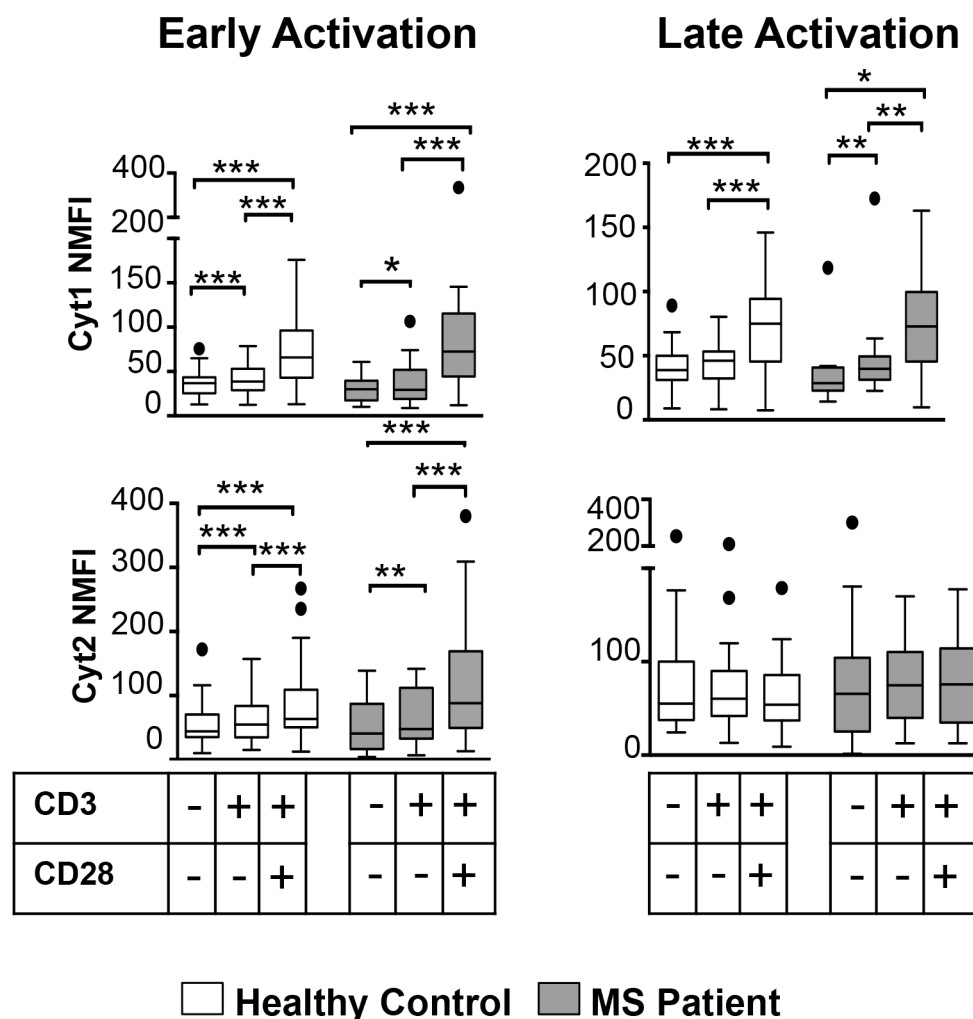 Early Activation
Late Activation
Cyt1 NMFI
400
200
150
100
50
0
*** *** *** * *** ***
200
150
100
50
0
*** *** ** ** *
Cyt2 NMFI
400
300
200
100
0
*** *** *** ** *** ***
400
200
100
0
CD3 - + + - + + - + + - + +
CD28 - - + - - + - - + - - +
Healthy Control MS Patient